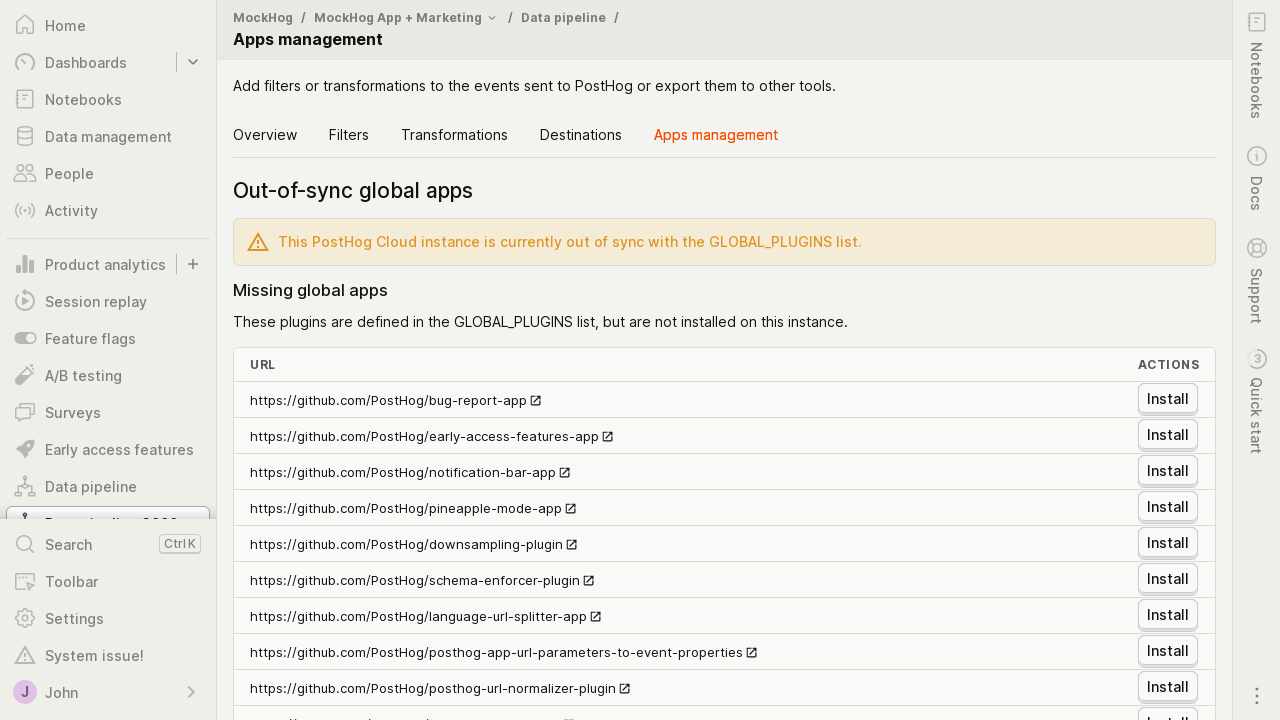 Home
Dashboards
Notebooks
Data management
People
Activity
Product analytics
Session replay
Feature flags
A/B testing
Surveys
Early access features
Data pipeline
Search Ctrl K
Toolbar
Settings
System issue!
J John
MockHog / MockHog App + Marketing / Data pipeline /
Apps management
Add filters or transformations to the events sent to PostHog or export them to other tools.
Overview Filters Transformations Destinations Apps management
Out-of-sync global apps
This PostHog Cloud instance is currently out of sync with the GLOBAL_PLUGINS list.
Missing global apps
These plugins are defined in the GLOBAL_PLUGINS list, but are not installed on this instance.
URL ACTIONS
https://github.com/PostHog/bug-report-app Install
https://github.com/PostHog/early-access-features-app Install
https://github.com/PostHog/notification-bar-app Install
https://github.com/PostHog/pineapple-mode-app Install
https://github.com/PostHog/downsampling-plugin Install
https://github.com/PostHog/schema-enforcer-plugin Install
https://github.com/PostHog/language-url-splitter-app Install
https://github.com/PostHog/posthog-app-url-parameters-to-event-properties Install
https://github.com/PostHog/posthog-url-normalizer-plugin Install
Notebooks
Docs
Support
3 Quick start